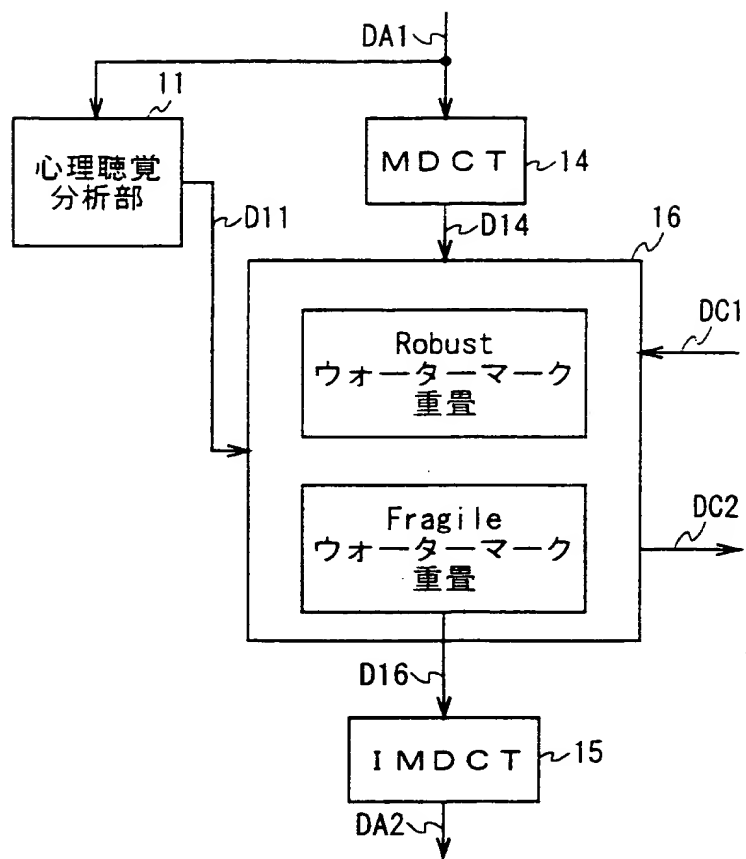 DA1
11
心理聴覚
分析部
D11
MDCT
14
D14
16
Robust
ウォーターマーク
重畳
DC1
Fragile
ウォーターマーク
重畳
DC2
D16
IMDCT
15
DA2